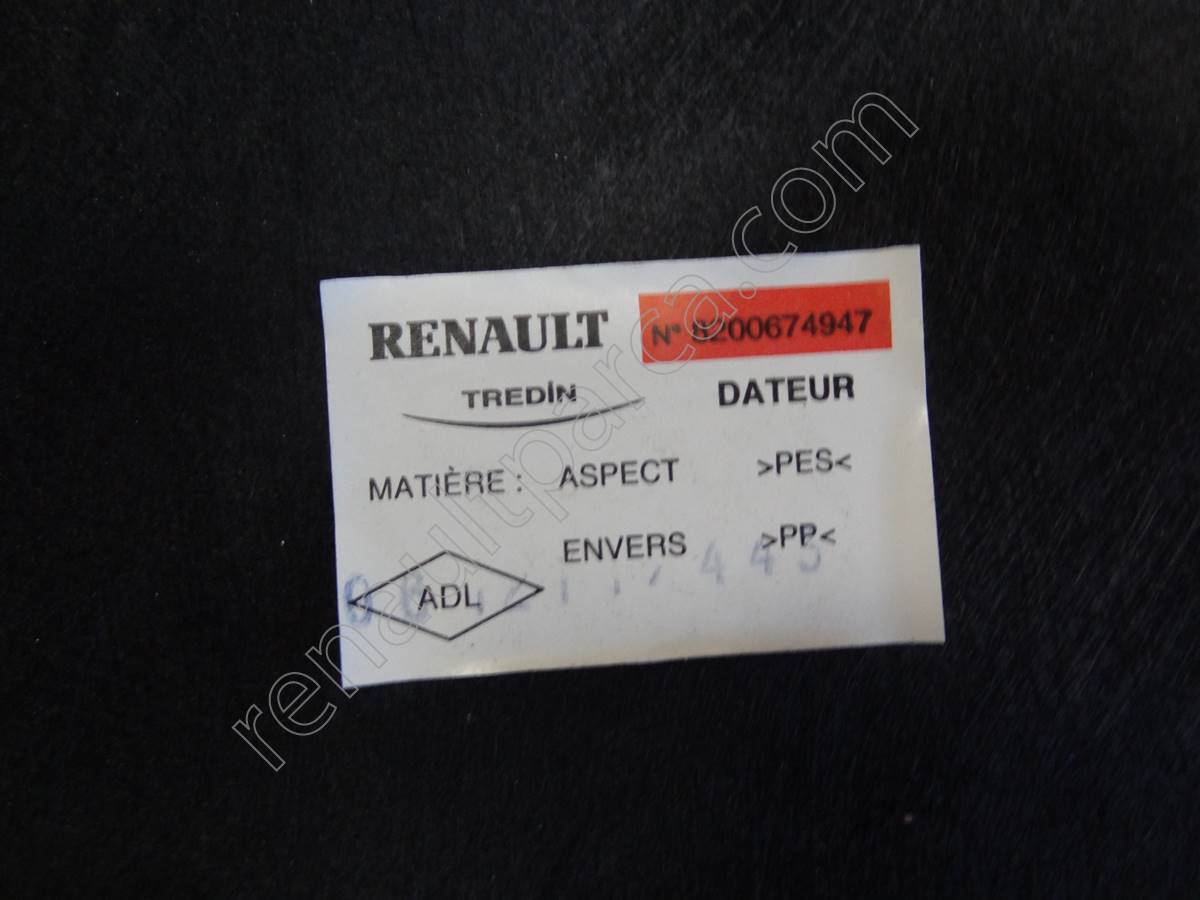 RENAULT
N° 8200674947
TREDİN
DATEUR
MATIÈRE : ASPECT >PES<
ENVERS >PP<
ADL
renaultparca.com